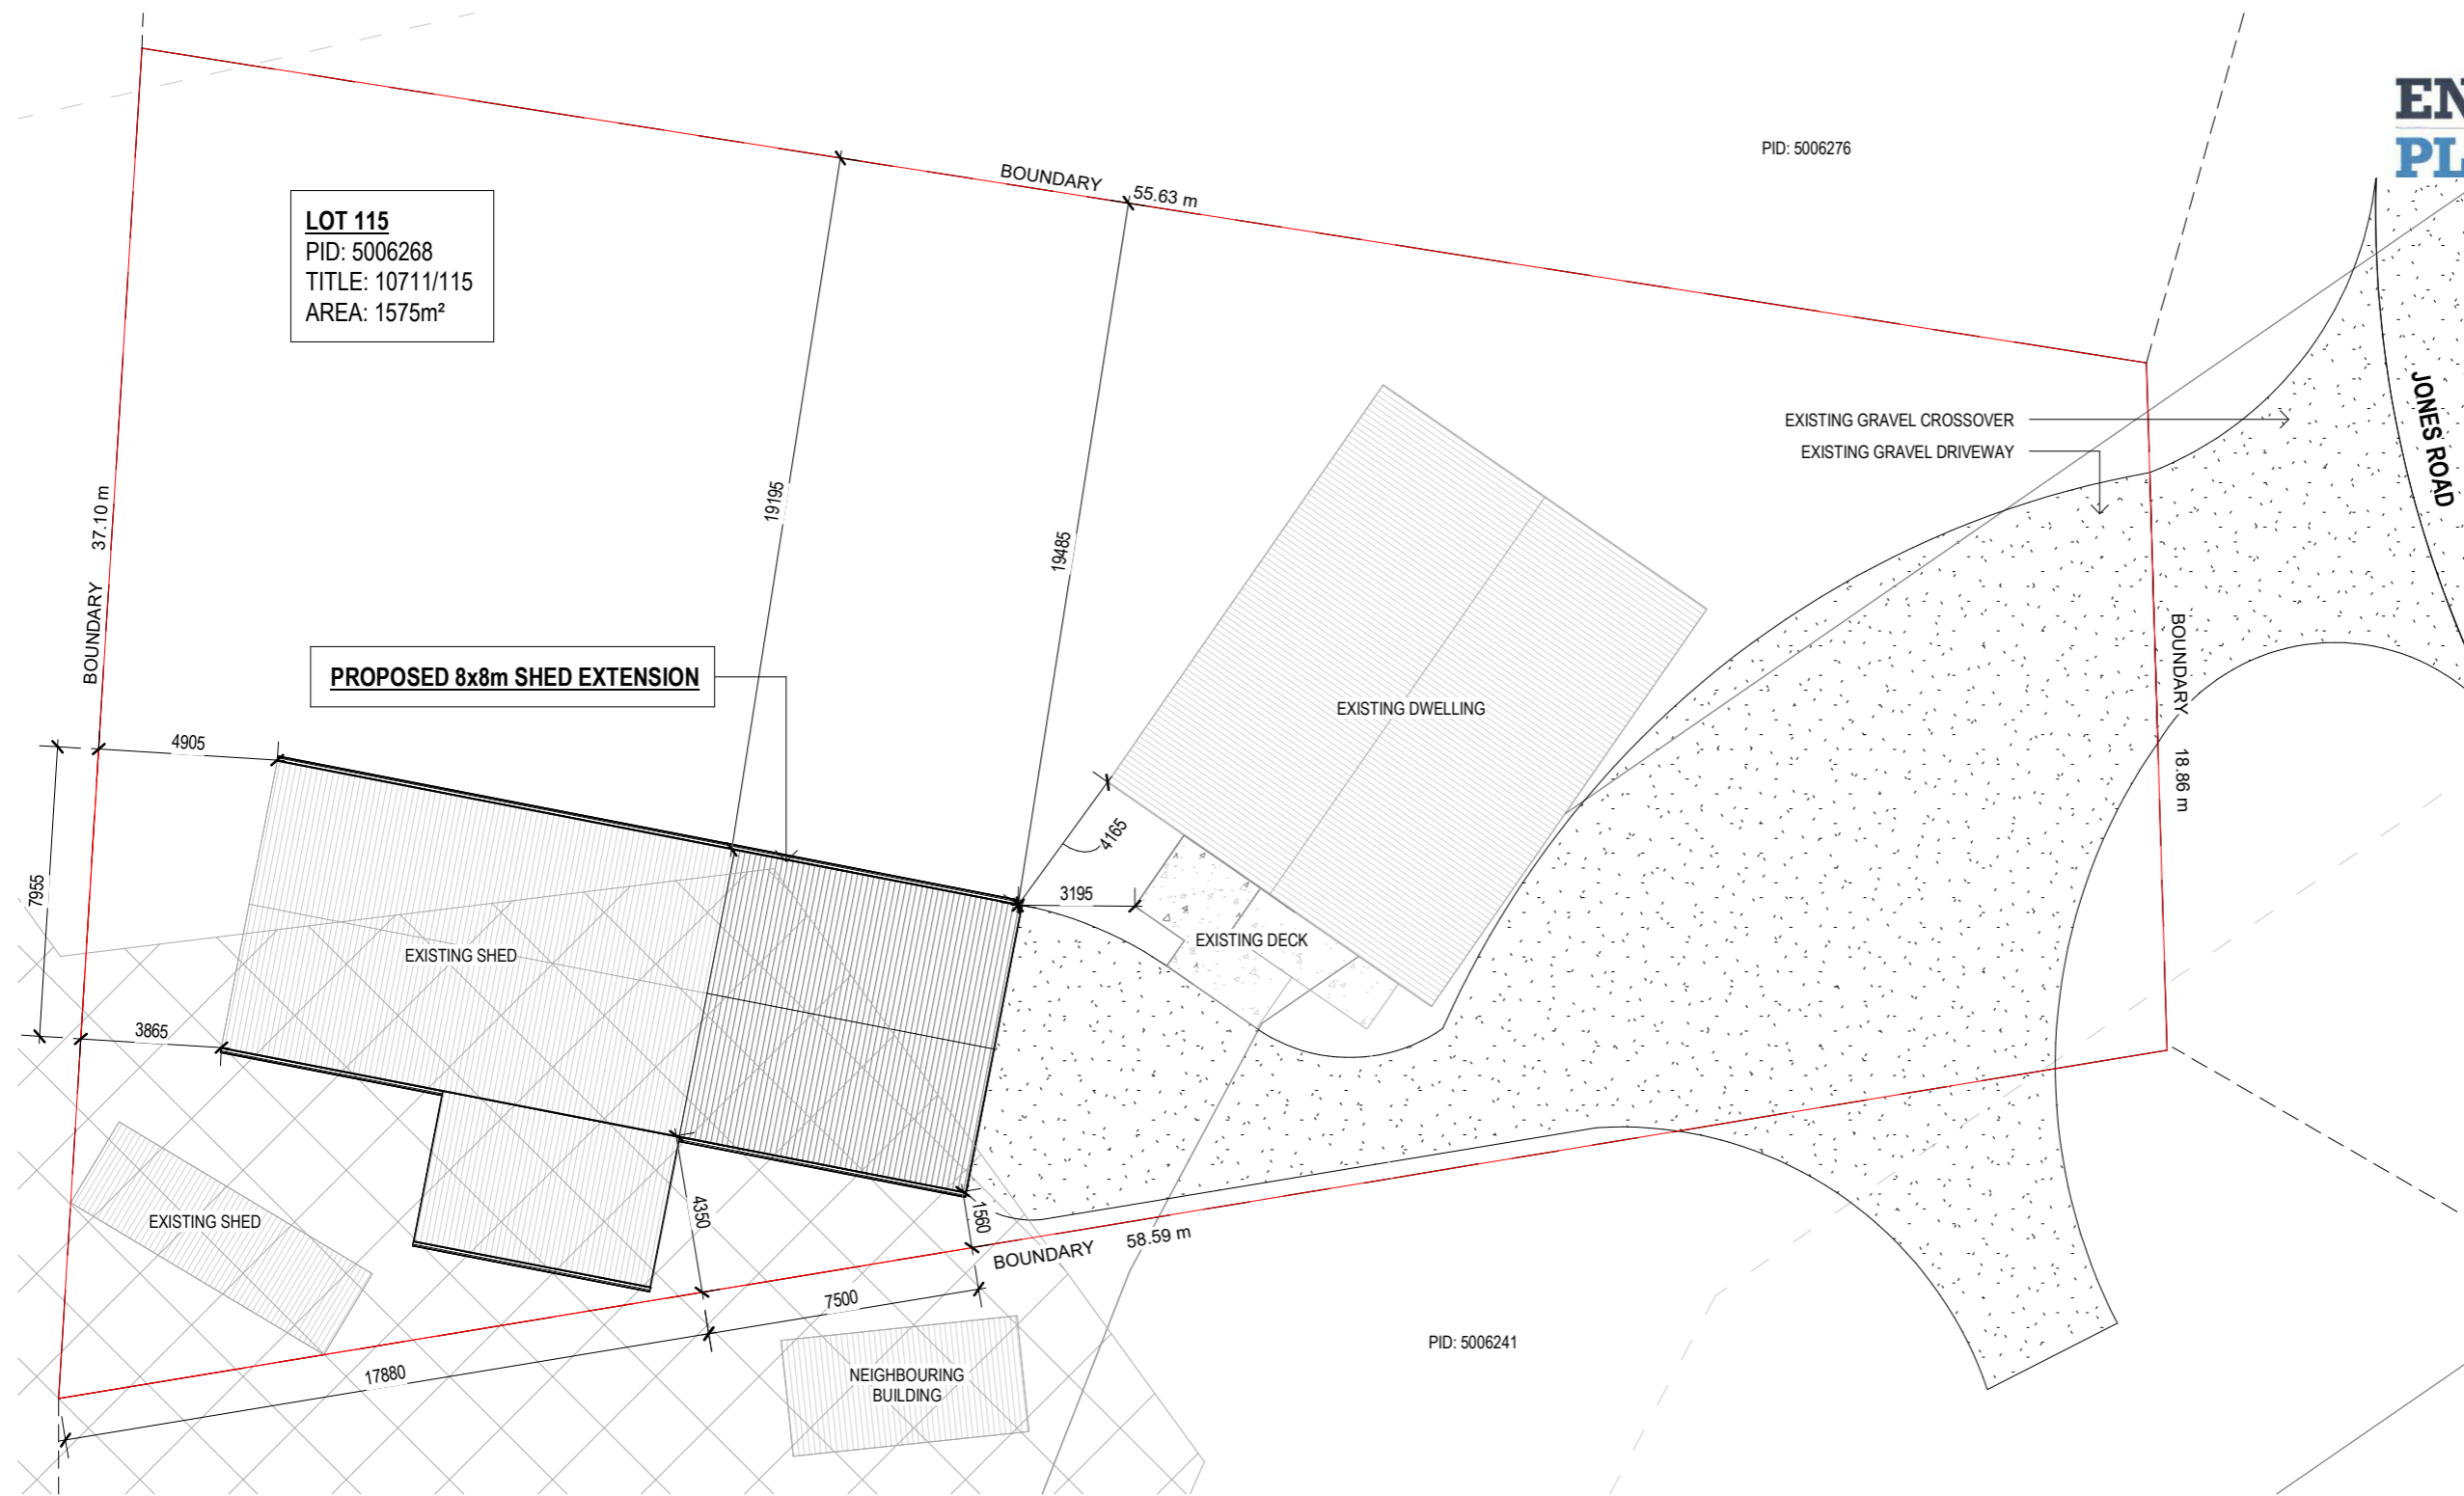 EN
PL
PID: 5006276
BOUNDARY 55.63 m
LOT 115
PID: 5006268
TITLE: 10711/115
AREA: 1575m²
EXISTING GRAVEL CROSSOVER
EXISTING GRAVEL DRIVEWAY
JONES ROAD
BOUNDARY 37.10 m
19195
19485
PROPOSED 8x8m SHED EXTENSION
EXISTING DWELLING
BOUNDARY 18.86 m
4905
4165
7955
3195
EXISTING SHED
EXISTING DECK
3865
EXISTING SHED
4350
1560
BOUNDARY 58.59 m
7500
17880
NEIGHBOURING
BUILDING
PID: 5006241